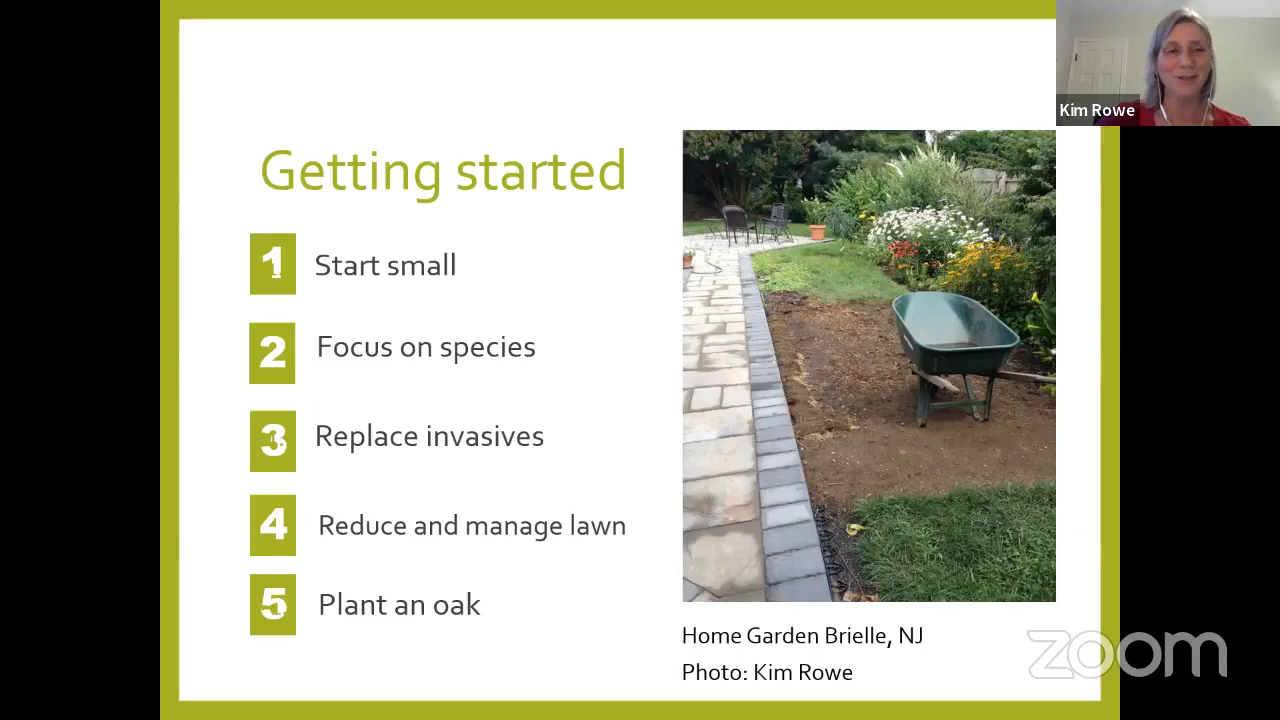 Kim Rowe
Getting started
1 Start small
2 Focus on species
3 Replace invasives
4 Reduce and manage lawn
5 Plant an oak
Home Garden Brielle, NJ
Photo: Kim Rowe
zoom